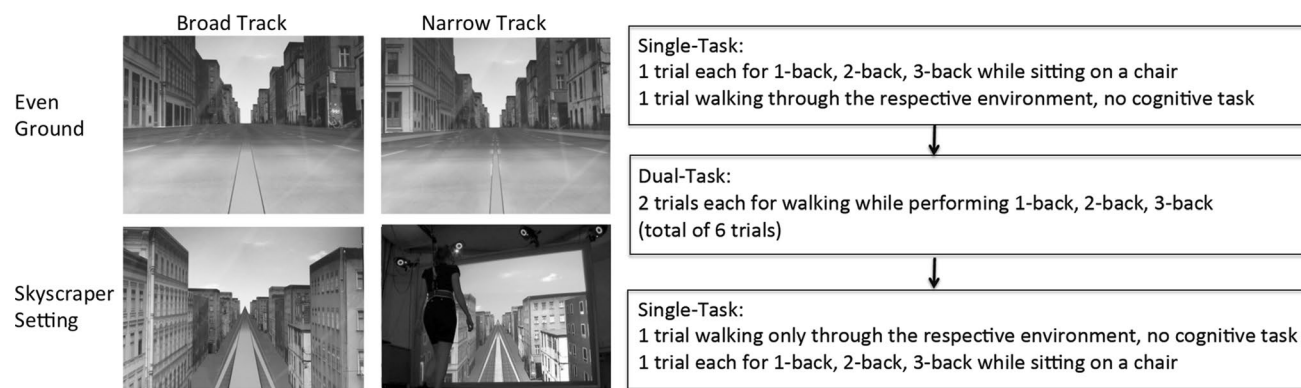 Broad Track
Narrow Track
Even
Ground
Skyscraper
Setting
Single-Task:
1 trial each for 1-back, 2-back, 3-back while sitting on a chair
1 trial walking through the respective environment, no cognitive task
Dual-Task:
2 trials each for walking while performing 1-back, 2-back, 3-back
(total of 6 trials)
Single-Task:
1 trial walking only through the respective environment, no cognitive task
1 trial each for 1-back, 2-back, 3-back while sitting on a chair